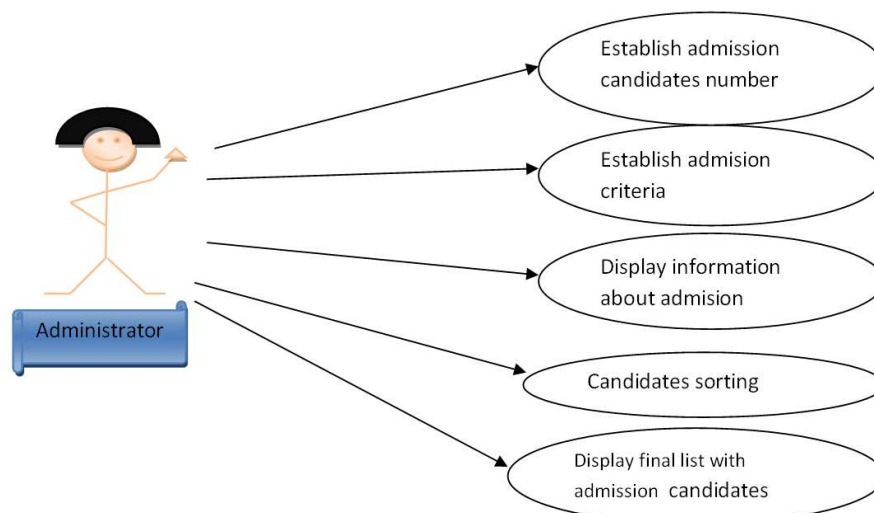 Establish admission
candidates number
Establish admision
criteria
Display information
about admision
Administrator
Candidates sorting
Display final list with
admission candidates